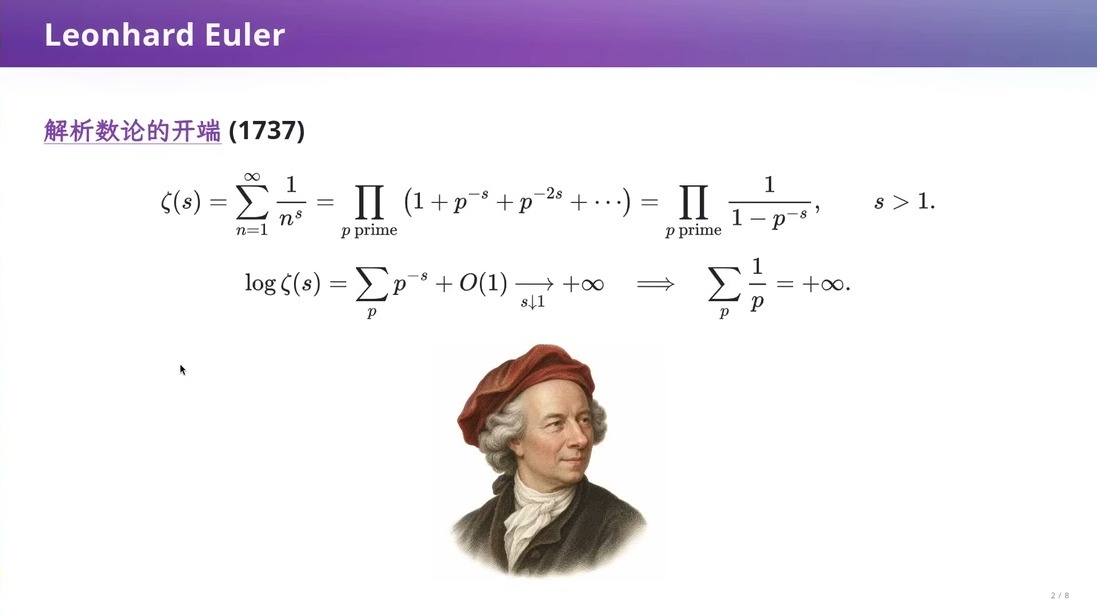 Leonhard Euler
解析数论的开端 (1737)
ζ(s) = ∑_{n=1}^{∞} 1/n^s = ∏_{p prime} (1 + p^{−s} + p^{−2s} + ⋯) = ∏_{p prime} 1/(1 − p^{−s}), s > 1.
log ζ(s) = ∑_p p^{−s} + O(1) ⟶_{s↓1} +∞ ⟹ ∑_p 1/p = +∞.
2 / 8